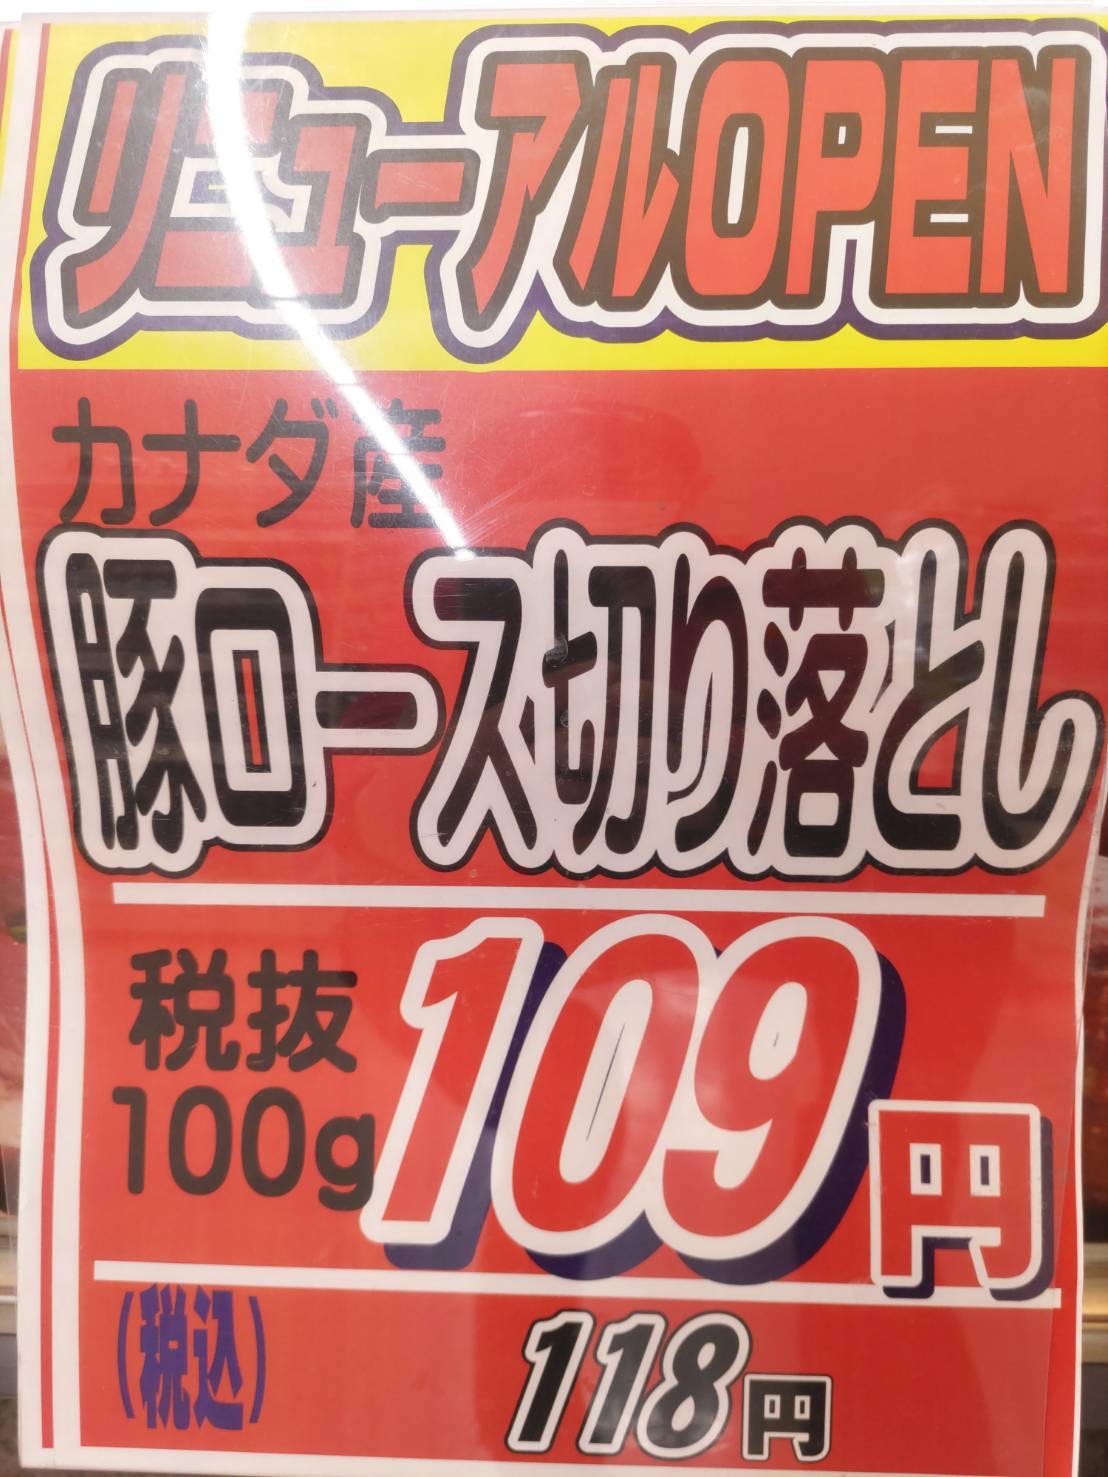 リニューアルOPEN
カナダ産
豚ロース切り落とし
税抜
100g 109円
(税込) 118円